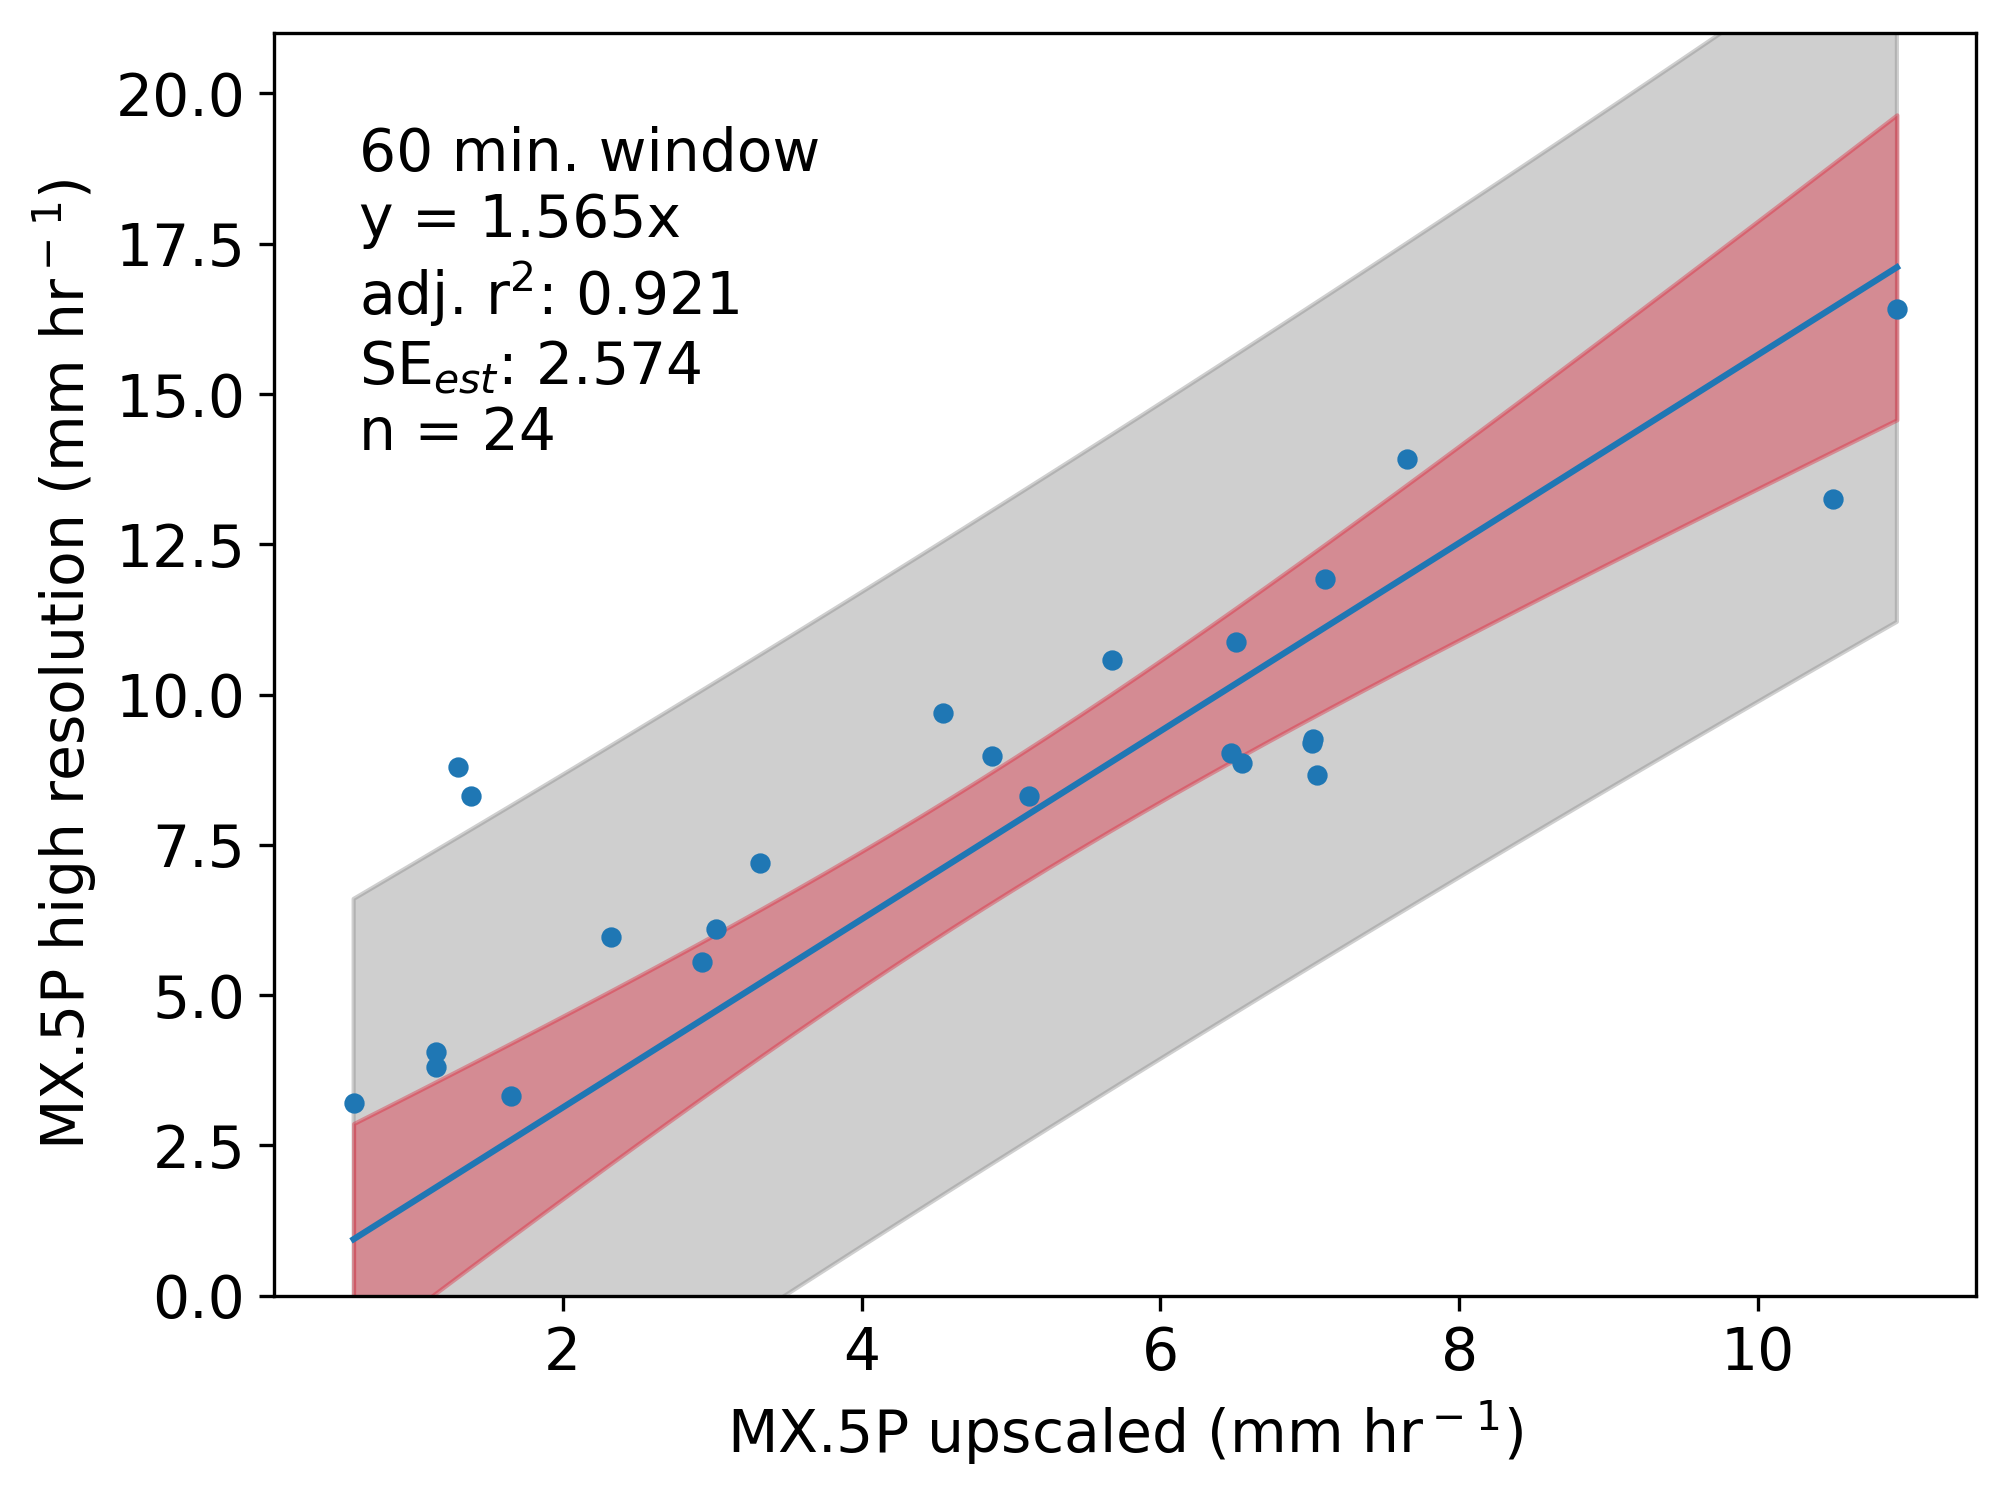 60 min. window
y = 1.565x
adj. r²: 0.921
SEest: 2.574
n = 24
20.0
17.5
15.0
12.5
10.0
7.5
5.0
2.5
0.0
MX.5P high resolution (mm hr⁻¹)
2 4 6 8 10
MX.5P upscaled (mm hr⁻¹)